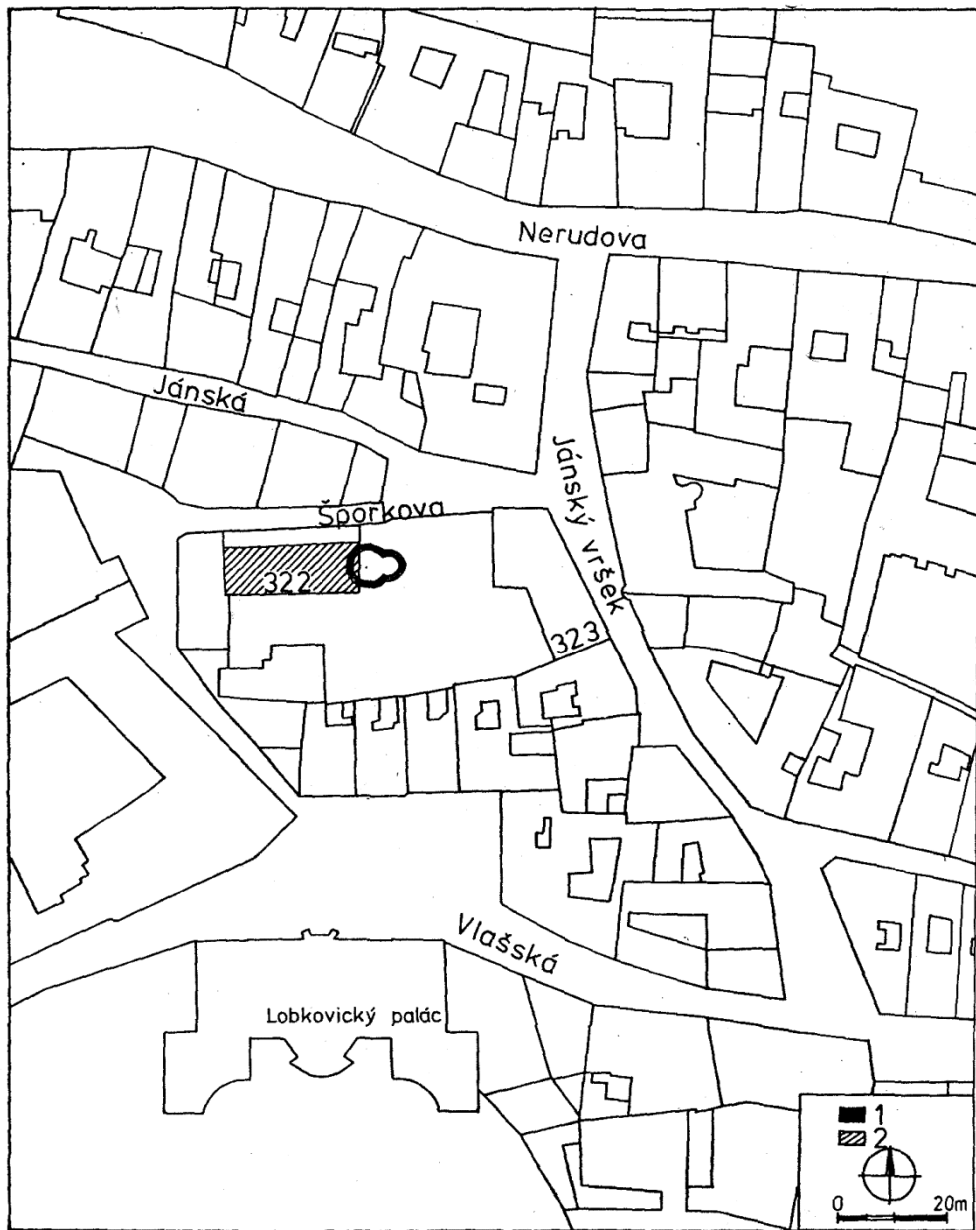 Nerudova
Jánská
Šporkova
Jánský vršek
322
323
Vlašská
Lobkovický palác
1
2
0 20m